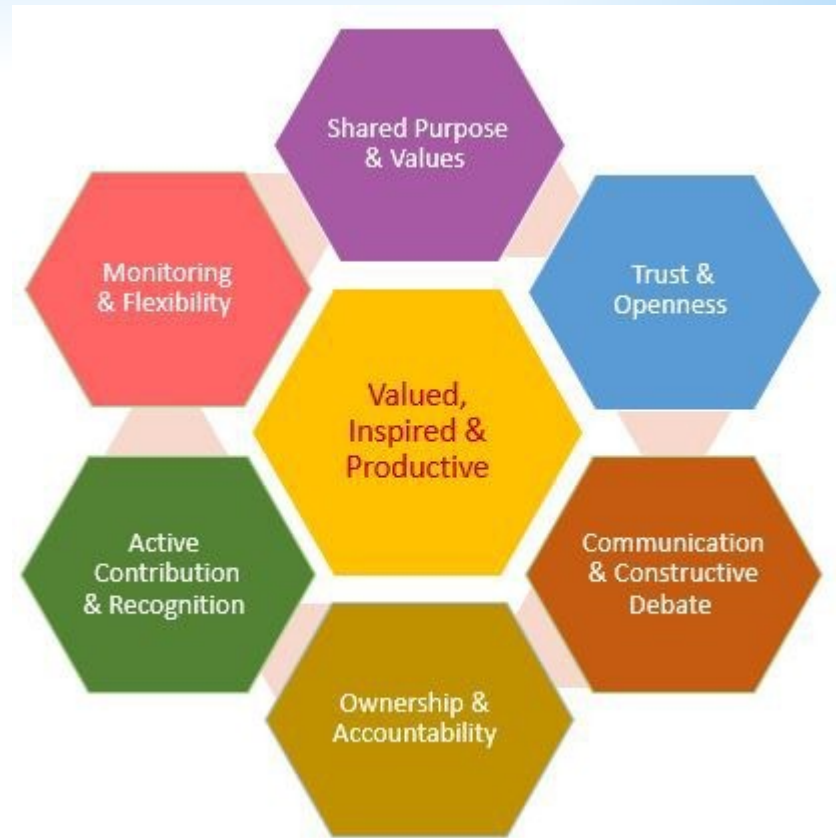 Shared Purpose
& Values
Trust &
Openness
Communication
& Constructive
Debate
Ownership &
Accountability
Active
Contribution
& Recognition
Monitoring
& Flexibility
Valued,
Inspired &
Productive